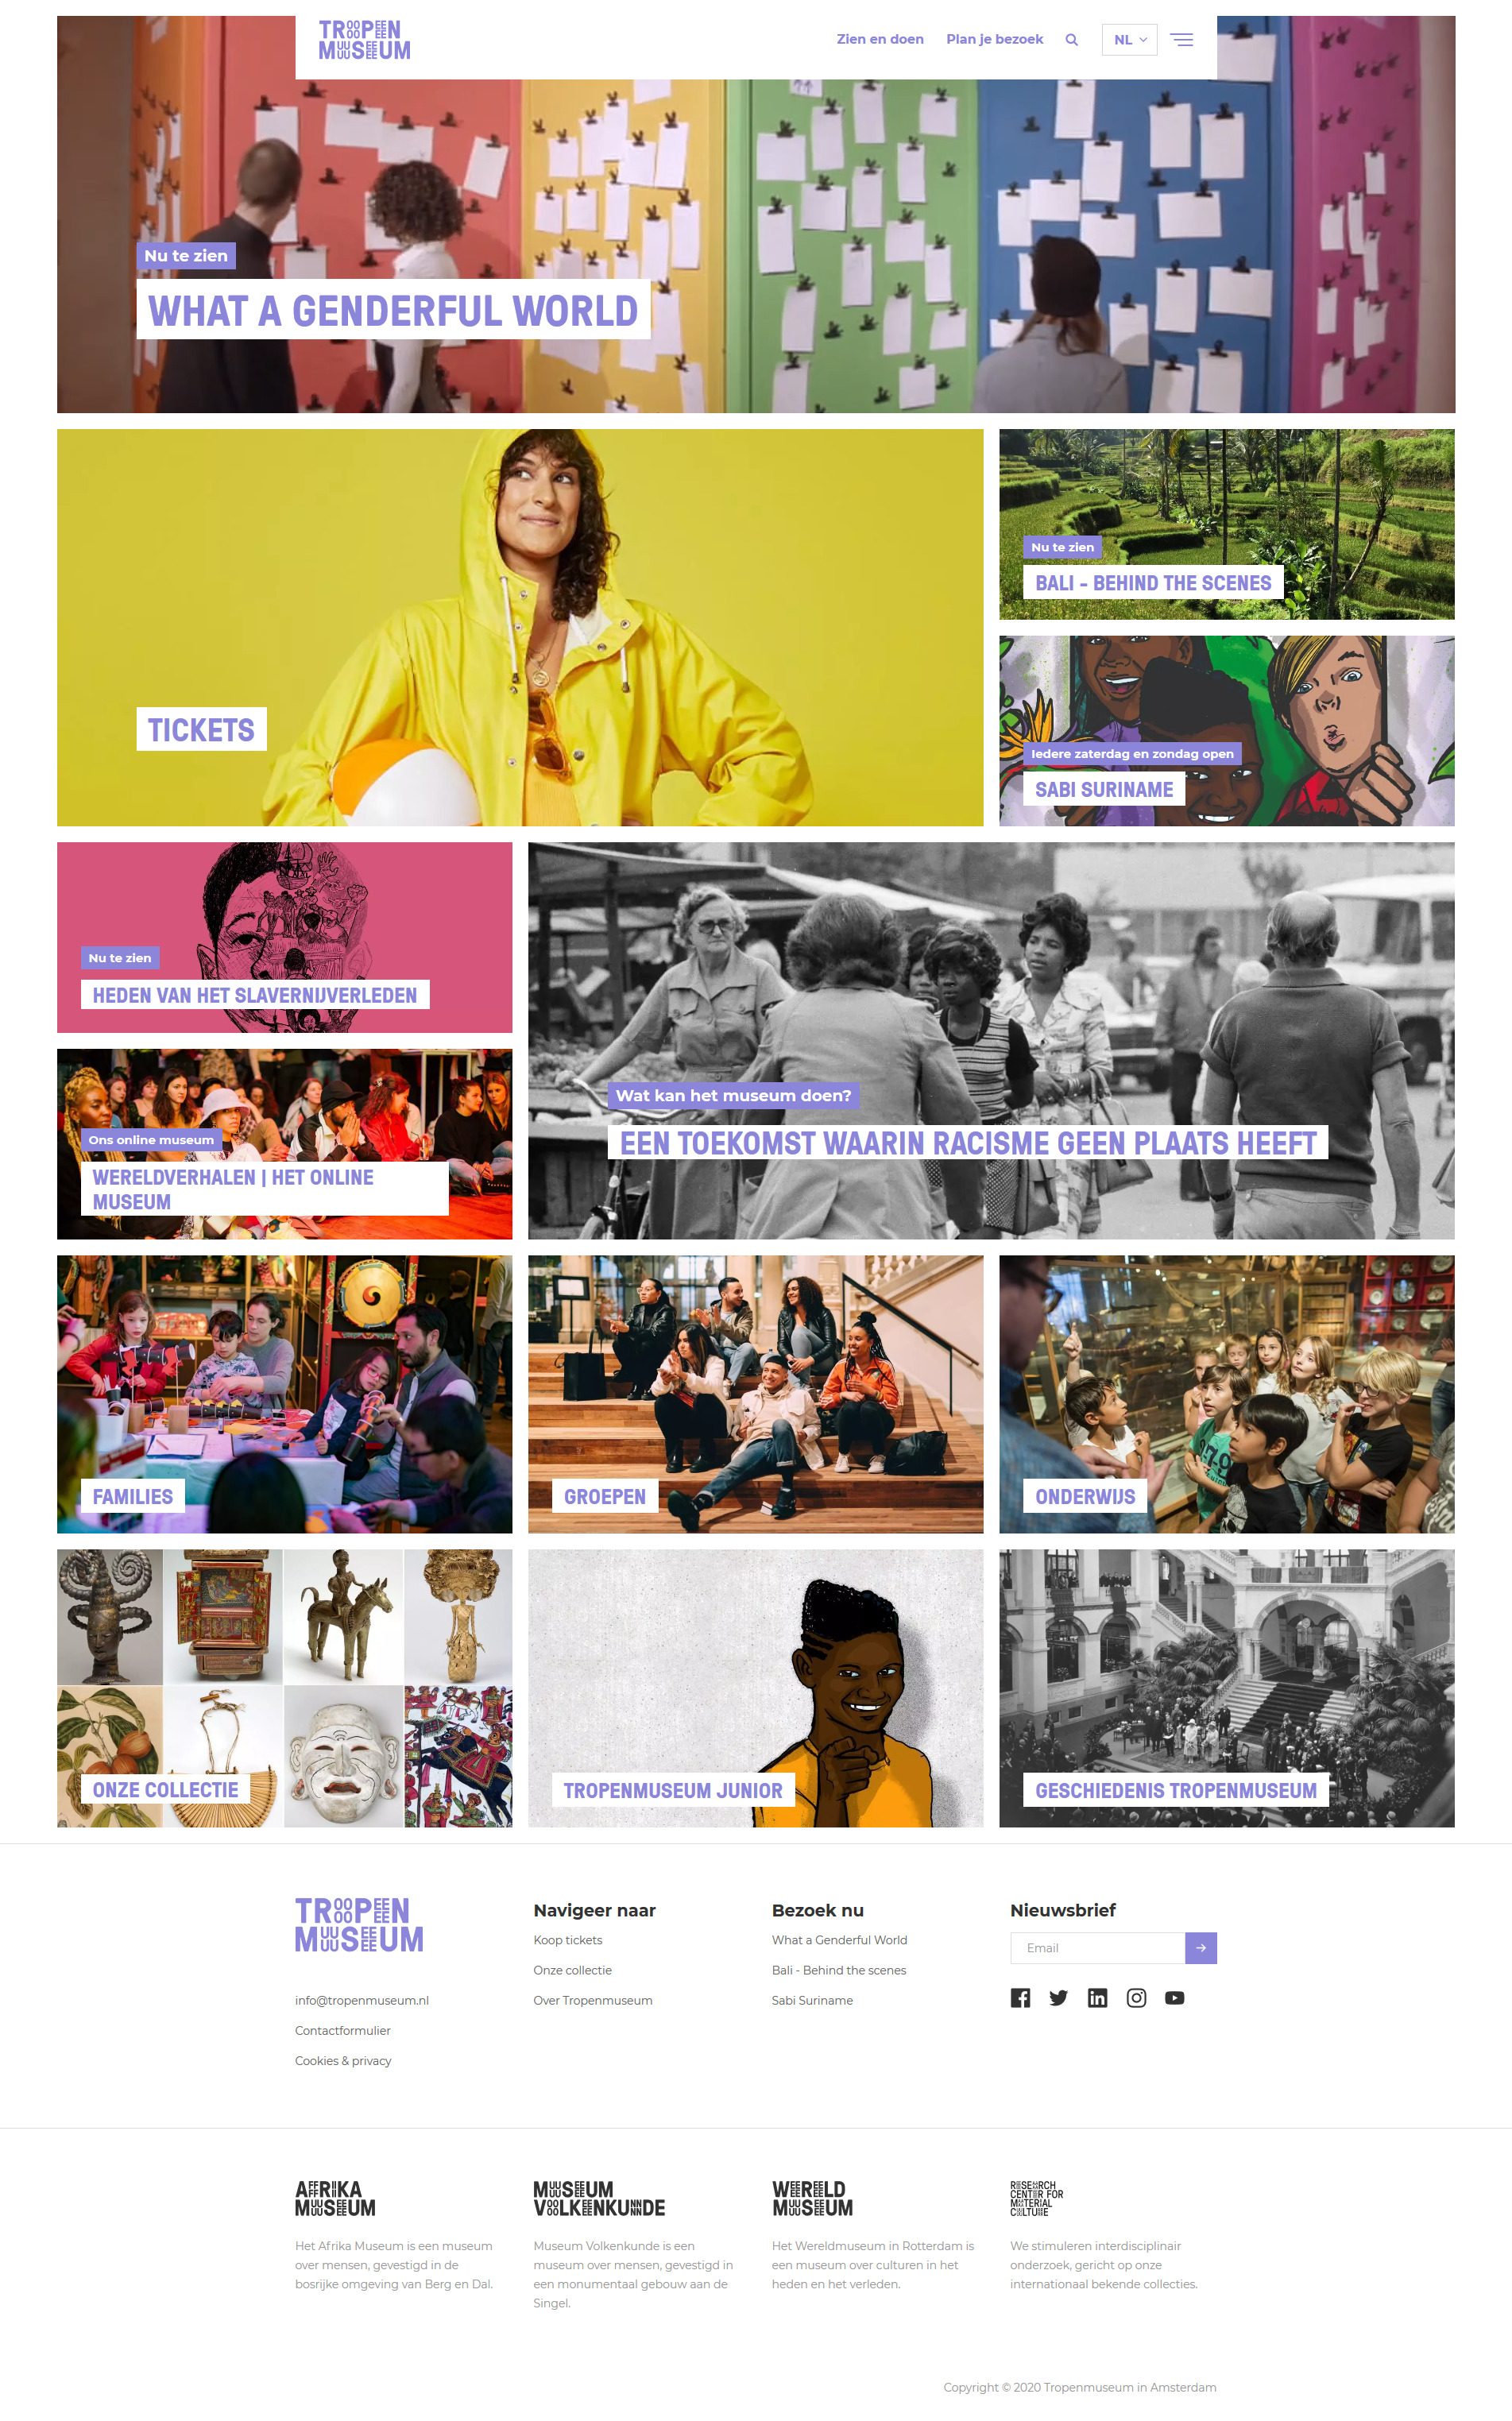 TROOOOPEEEEEN
MUUUUSEEEEUM
Zien en doen
Plan je bezoek
NL
Nu te zien
WHAT A GENDERFUL WORLD
TICKETS
Nu te zien
BALI - BEHIND THE SCENES
Iedere zaterdag en zondag open
SABI SURINAME
Nu te zien
HEDEN VAN HET SLAVERNIJVERLEDEN
Ons online museum
WERELDVERHALEN | HET ONLINE
MUSEUM
Wat kan het museum doen?
EEN TOEKOMST WAARIN RACISME GEEN PLAATS HEEFT
FAMILIES
GROEPEN
ONDERWIJS
ONZE COLLECTIE
TROPENMUSEUM JUNIOR
GESCHIEDENIS TROPENMUSEUM
TROOOOPEEEEEN
MUUUUSEEEEUM
info@tropenmuseum.nl
Contactformulier
Cookies & privacy
Navigeer naar
Koop tickets
Onze collectie
Over Tropenmuseum
Bezoek nu
What a Genderful World
Bali - Behind the scenes
Sabi Suriname
Nieuwsbrief
Email
AFRIKA
MUSEUM
Het Afrika Museum is een museum
over mensen, gevestigd in de
bosrijke omgeving van Berg en Dal.
MUSEUM
VOLKENKUNDE
Museum Volkenkunde is een
museum over mensen, gevestigd in
een monumentaal gebouw aan de
Singel.
WERELD
MUSEUM
Het Wereldmuseum in Rotterdam is
een museum over culturen in het
heden en het verleden.
RESEARCH
CENTER FOR
MATERIAL
CULTURE
We stimuleren interdisciplinair
onderzoek, gericht op onze
internationaal bekende collecties.
Copyright © 2020 Tropenmuseum in Amsterdam